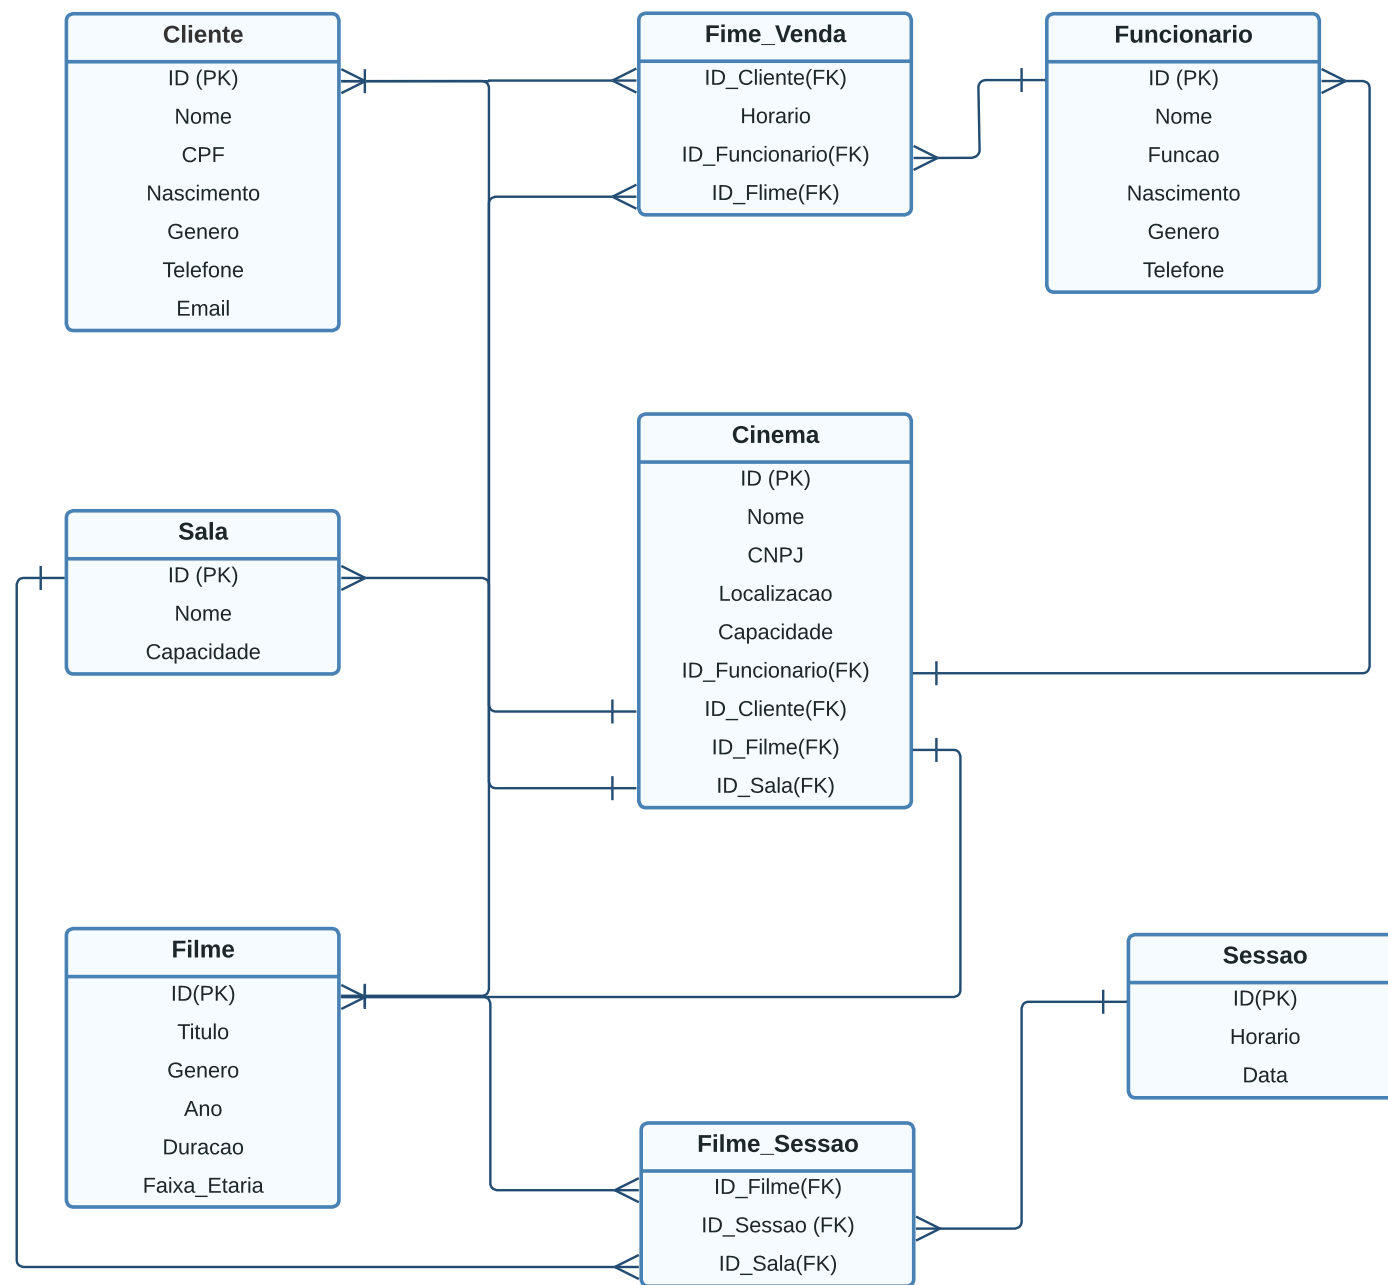 Cliente
ID (PK)
Nome
CPF
Nascimento
Genero
Telefone
Email
Fime_Venda
ID_Cliente(FK)
Horario
ID_Funcionario(FK)
ID_Flime(FK)
Funcionario
ID (PK)
Nome
Funcao
Nascimento
Genero
Telefone
Cinema
ID (PK)
Nome
CNPJ
Localizacao
Capacidade
ID_Funcionario(FK)
ID_Cliente(FK)
ID_Filme(FK)
ID_Sala(FK)
Sala
ID (PK)
Nome
Capacidade
Filme
ID(PK)
Titulo
Genero
Ano
Duracao
Faixa_Etaria
Sessao
ID(PK)
Horario
Data
Filme_Sessao
ID_Filme(FK)
ID_Sessao (FK)
ID_Sala(FK)